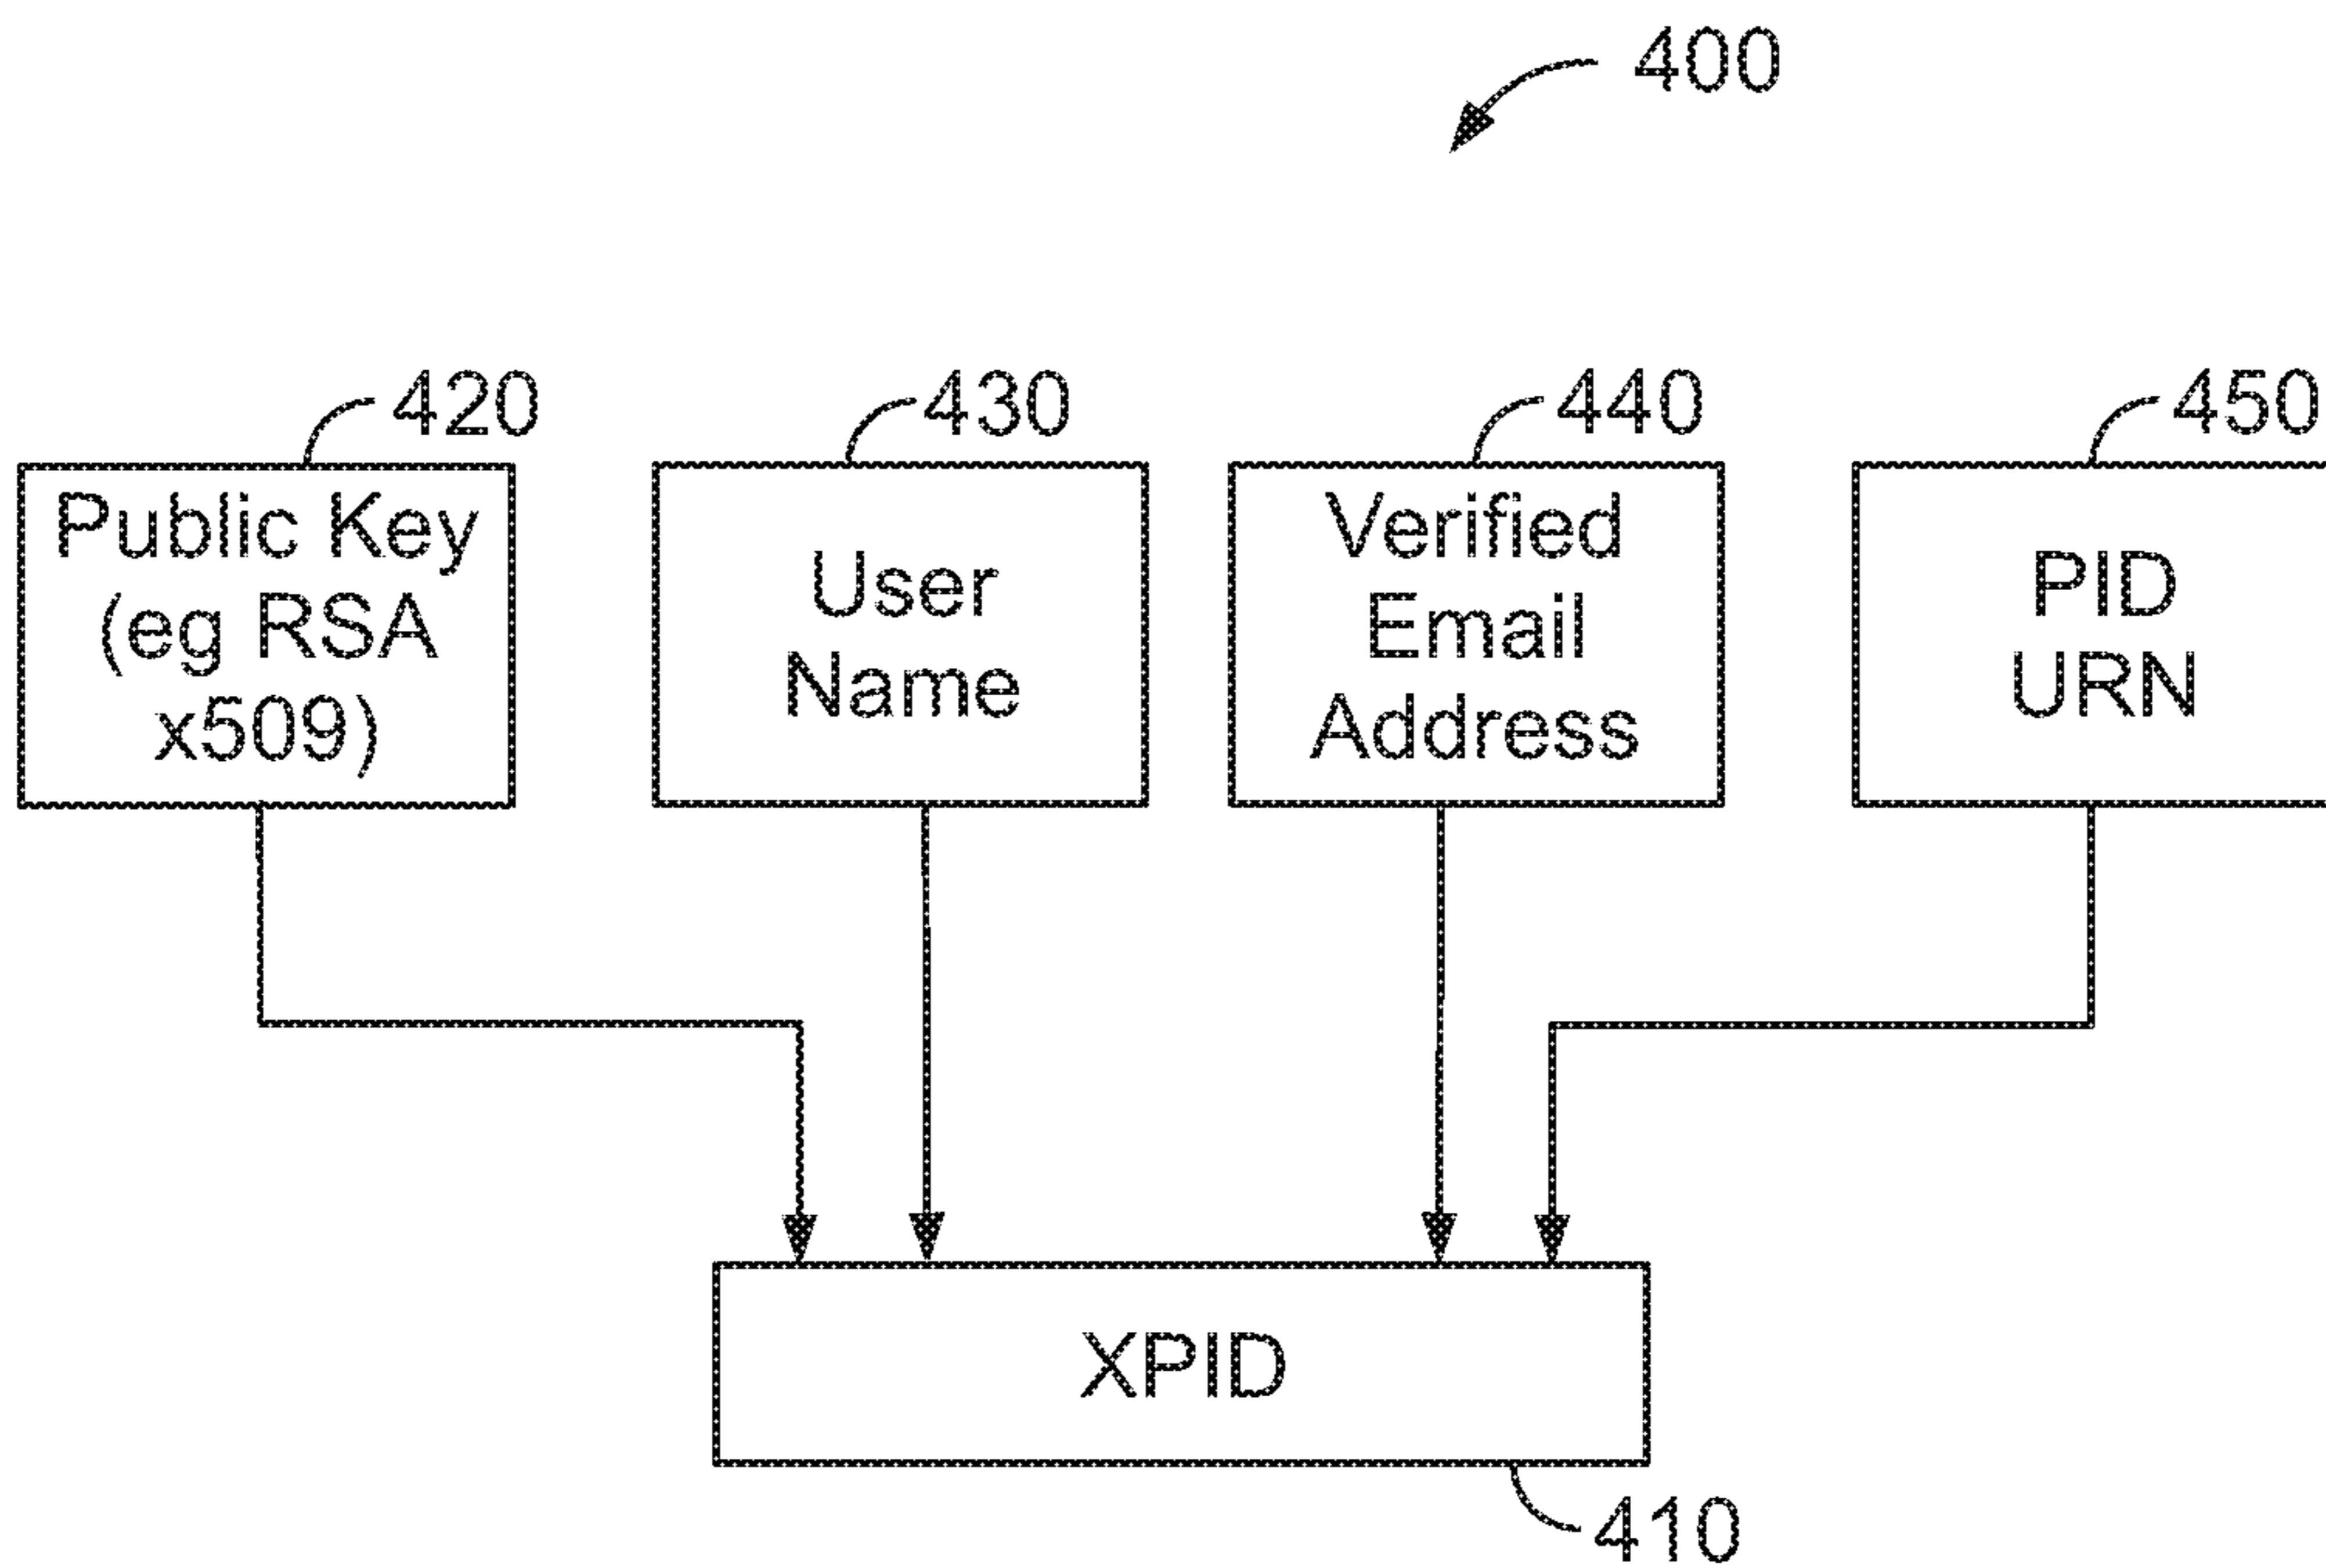 400
420
430
440
450
Public Key
(eg RSA
x509)
User
Name
Verified
Email
Address
PID
URN
XPID
410